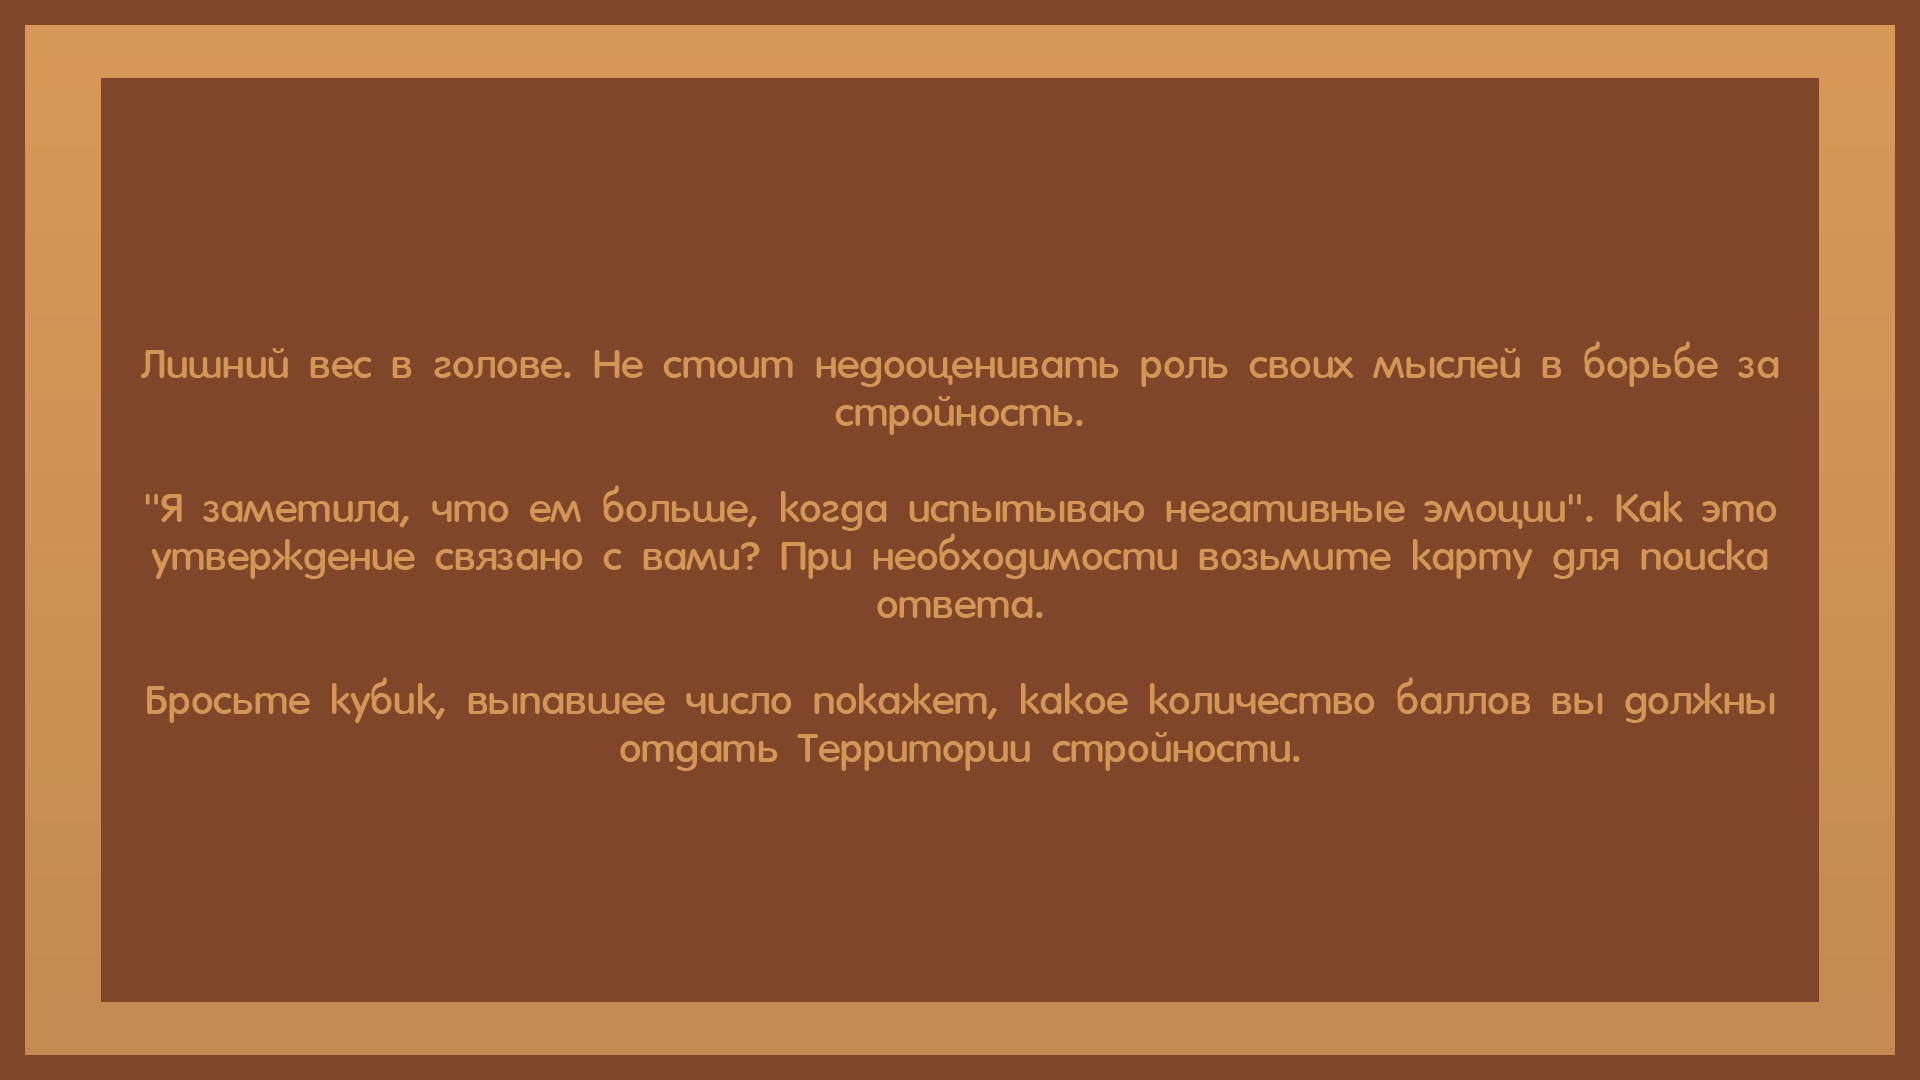 Лишний вес в голове. Не стоит недооценивать роль своих мыслей в борьбе за
стройность.
"Я заметила, что ем больше, когда испытываю негативные эмоции". Как это
утверждение связано с вами? При необходимости возьмите карту для поиска
ответа.
Бросьте кубик, выпавшее число покажет, какое количество баллов вы должны
отдать Территории стройности.